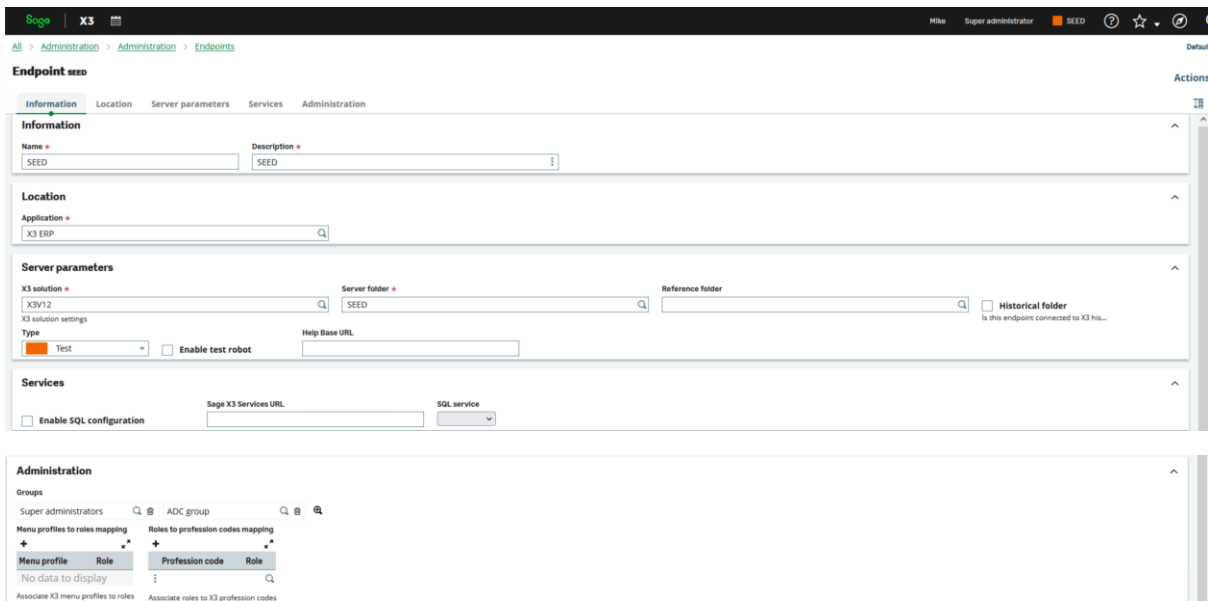 Sage X3 Mike Super administrator SEED
All > Administration > Administration > Endpoints
Endpoint SEED
Actions
Information Location Server parameters Services Administration
Information
Name * Description *
SEED SEED
Location
Application *
X3 ERP
Server parameters
X3 solution * Server folder * Reference folder
X3V12 SEED Historical folder
X3 solution settings Is this endpoint connected to X3 his...
Type Help Base URL
Test Enable test robot
Services
Sage X3 Services URL SQL service
Enable SQL configuration
Administration
Groups
Super administrators ADC group
Menu profiles to roles mapping Roles to profession codes mapping
Menu profile Role Profession code Role
No data to display
Associate X3 menu profiles to roles Associate roles to X3 profession codes